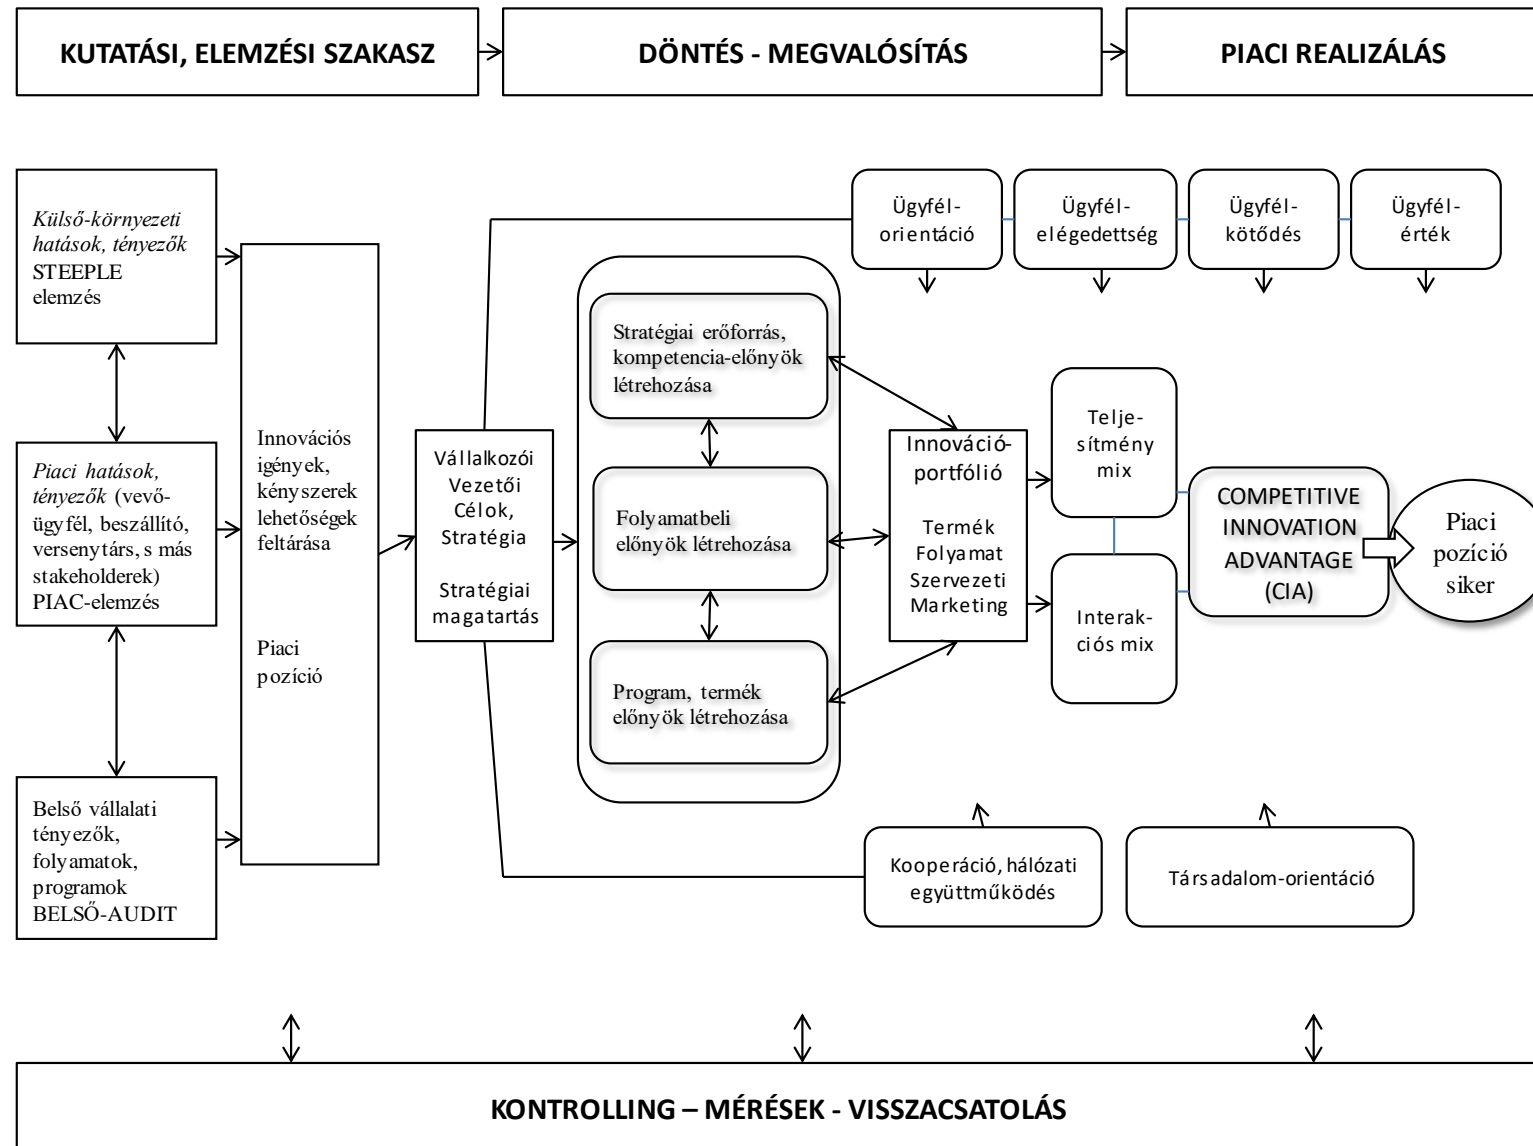 KUTATÁSI, ELEMZÉSI SZAKASZ
DÖNTÉS - MEGVALÓSÍTÁS
PIACI REALIZÁLÁS
Külső-környezeti
hatások, tényezők
STEEPLE
elemzés
Piaci hatások,
tényezők (vevő-
ügyfél, beszállító,
versenytárs, s más
stakeholderek)
PIAC-elemzés
Belső vállalati
tényezők,
folyamatok,
programok
BELSŐ-AUDIT
Innovációs
igények,
kényszerek
lehetőségek
feltárása
Piaci
pozíció
Vállalkozói
Vezetői
Célok,
Stratégia
Stratégiai
magatartás
Stratégiai erőforrás,
kompetencia-előnyök
létrehozása
Folyamatbeli
előnyök létrehozása
Program, termék
előnyök létrehozása
Ügyfél-
orientáció
Ügyfél-
elégedettség
Ügyfél-
kötődés
Ügyfél-
érték
Innováció-
portfólió
Termék
Folyamat
Szervezeti
Marketing
Telje-
sítmény
mix
Interak-
ciós mix
COMPETITIVE
INNOVATION
ADVANTAGE
(CIA)
Piaci
pozíció
siker
Kooperáció, hálózati
együttműködés
Társadalom-orientáció
KONTROLLING – MÉRÉSEK - VISSZACSATOLÁS